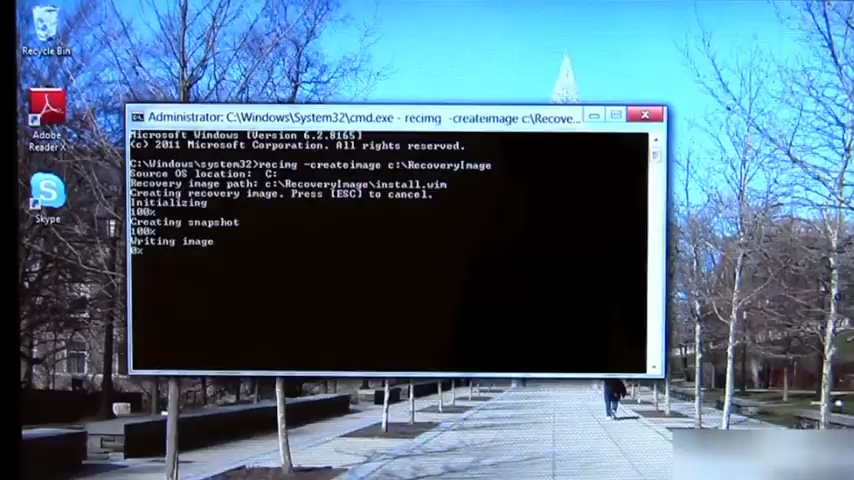 Recycle Bin
Administrator: C:\Windows\System32\cmd.exe - recimg -createimage c:\Recove...
Microsoft Windows [Version 6.2.8165]
(c) 2011 Microsoft Corporation. All rights reserved.
C:\Windows\system32>recimg -createimage c:\RecoveryImage
Source OS location: C:
Recovery image path: c:\RecoveryImage\install.wim
Creating recovery image. Press [ESC] to cancel.
Initializing
100%
Creating snapshot
100%
Writing image
0%
Adobe
Reader X
Skype